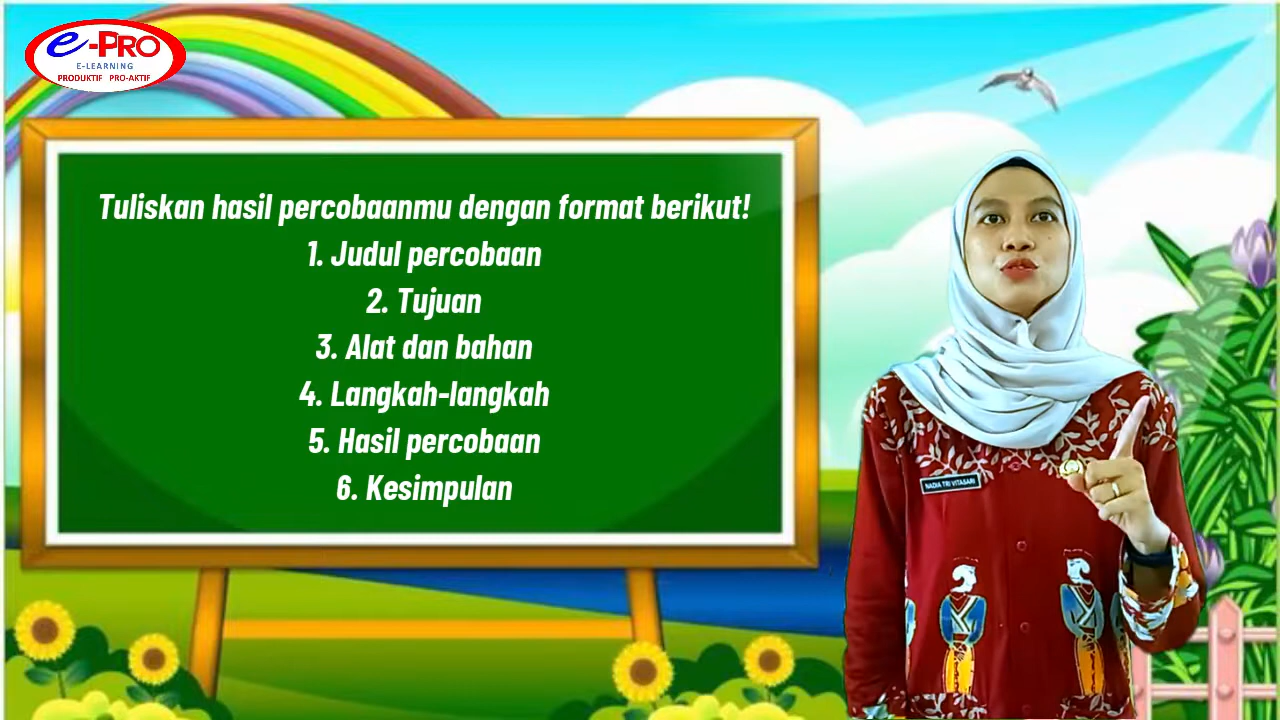 e-PRO
E-LEARNING
PRODUKTIF PRO-AKTIF
Tuliskan hasil percobaanmu dengan format berikut!
1. Judul percobaan
2. Tujuan
3. Alat dan bahan
4. Langkah-langkah
5. Hasil percobaan
6. Kesimpulan
NADIA TRI VITASARI